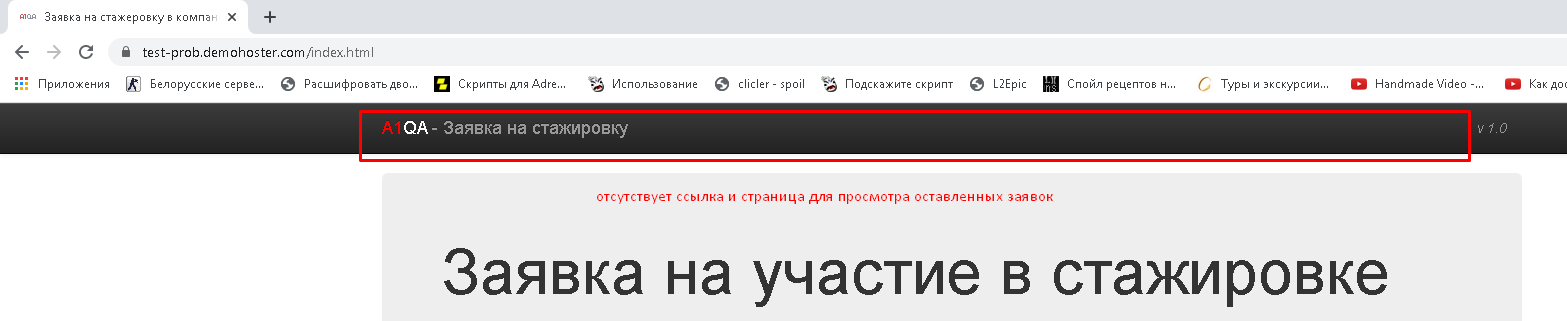 A1QA Заявка на стажеровку в компан
test-prob.demohoster.com/index.html
Приложения Белорусские серве... Расшифровать дво... Скрипты для Adre... Использование clicler - spoil Подскажите скрипт L2Epic Спойл рецептов н... Туры и экскурсии... Handmade Video -... Как дос
A1QA - Заявка на стажировку v 1.0
отсутствует ссылка и страница для просмотра оставленных заявок
Заявка на участие в стажировке